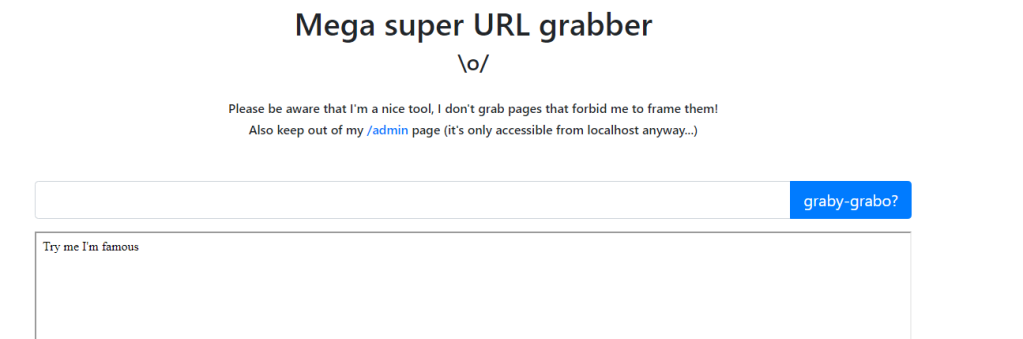 Mega super URL grabber
\o/
Please be aware that I'm a nice tool, I don't grab pages that forbid me to frame them!
Also keep out of my /admin page (it's only accessible from localhost anyway...)
graby-grabo?
Try me I'm famous